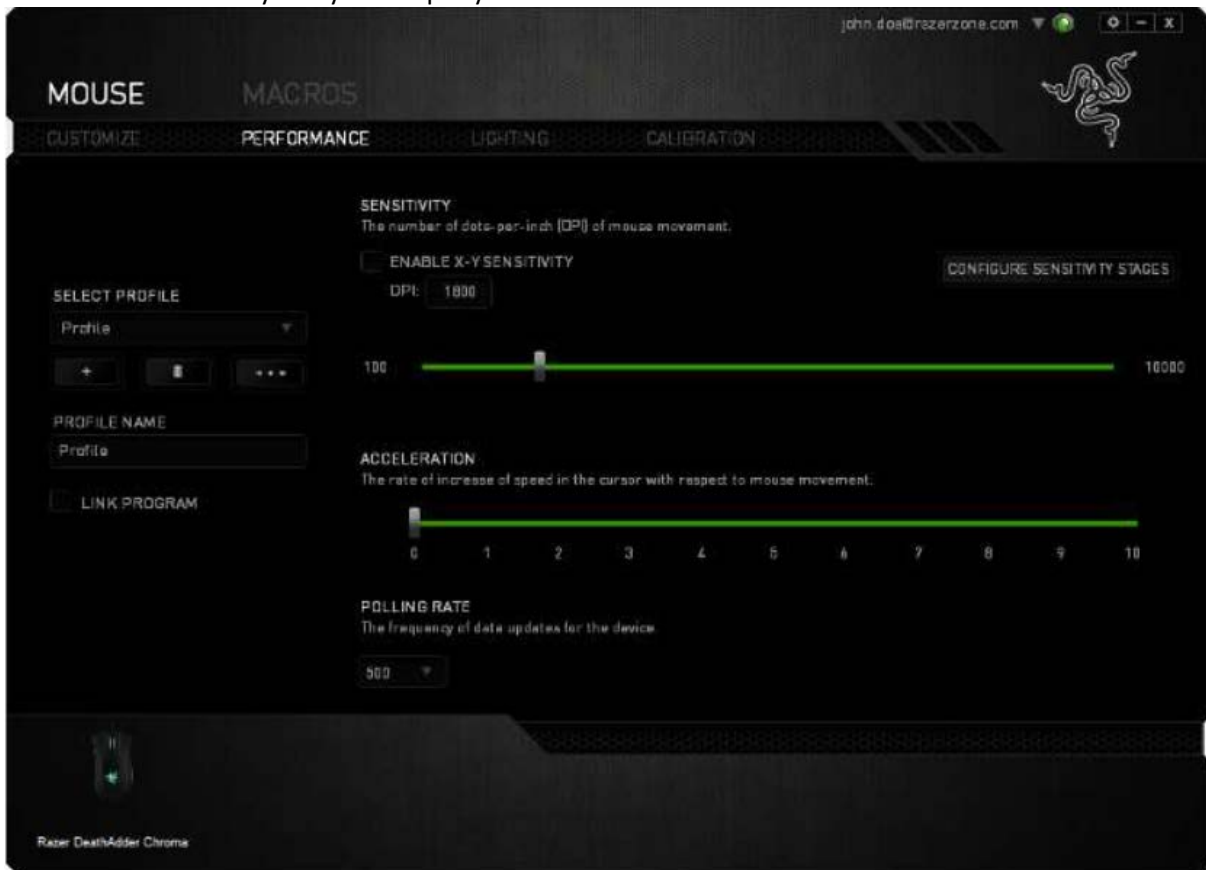 john.doe@razerzone.com
MOUSE MACROS
CUSTOMIZE PERFORMANCE LIGHTING CALIBRATION
SENSITIVITY
The number of dots-per-inch (DPI) of mouse movement.
ENABLE X-Y SENSITIVITY
DPI: 1800
CONFIGURE SENSITIVITY STAGES
100 10000
SELECT PROFILE
Profile
PROFILE NAME
Profile
LINK PROGRAM
ACCELERATION
The rate of increase of speed in the cursor with respect to mouse movement.
0 1 2 3 4 5 6 7 8 9 10
POLLING RATE
The frequency of data updates for the device.
500
Razer DeathAdder Chroma